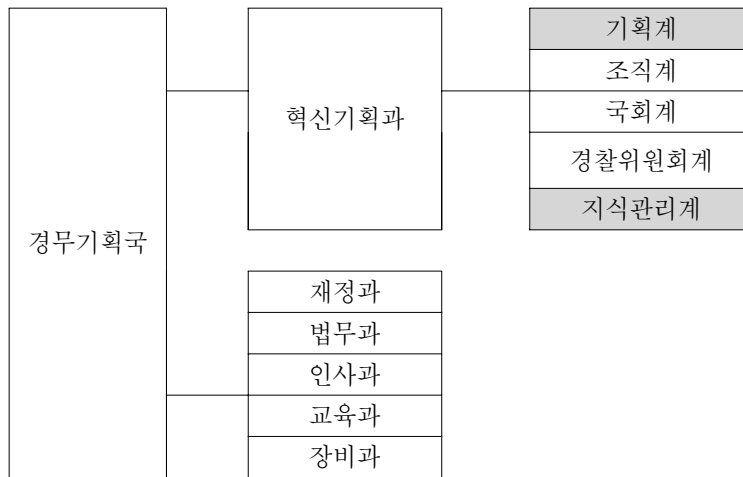 경무기획국
혁신기획과
기획계
조직계
국회계
경찰위원회계
지식관리계
재정과
법무과
인사과
교육과
장비과